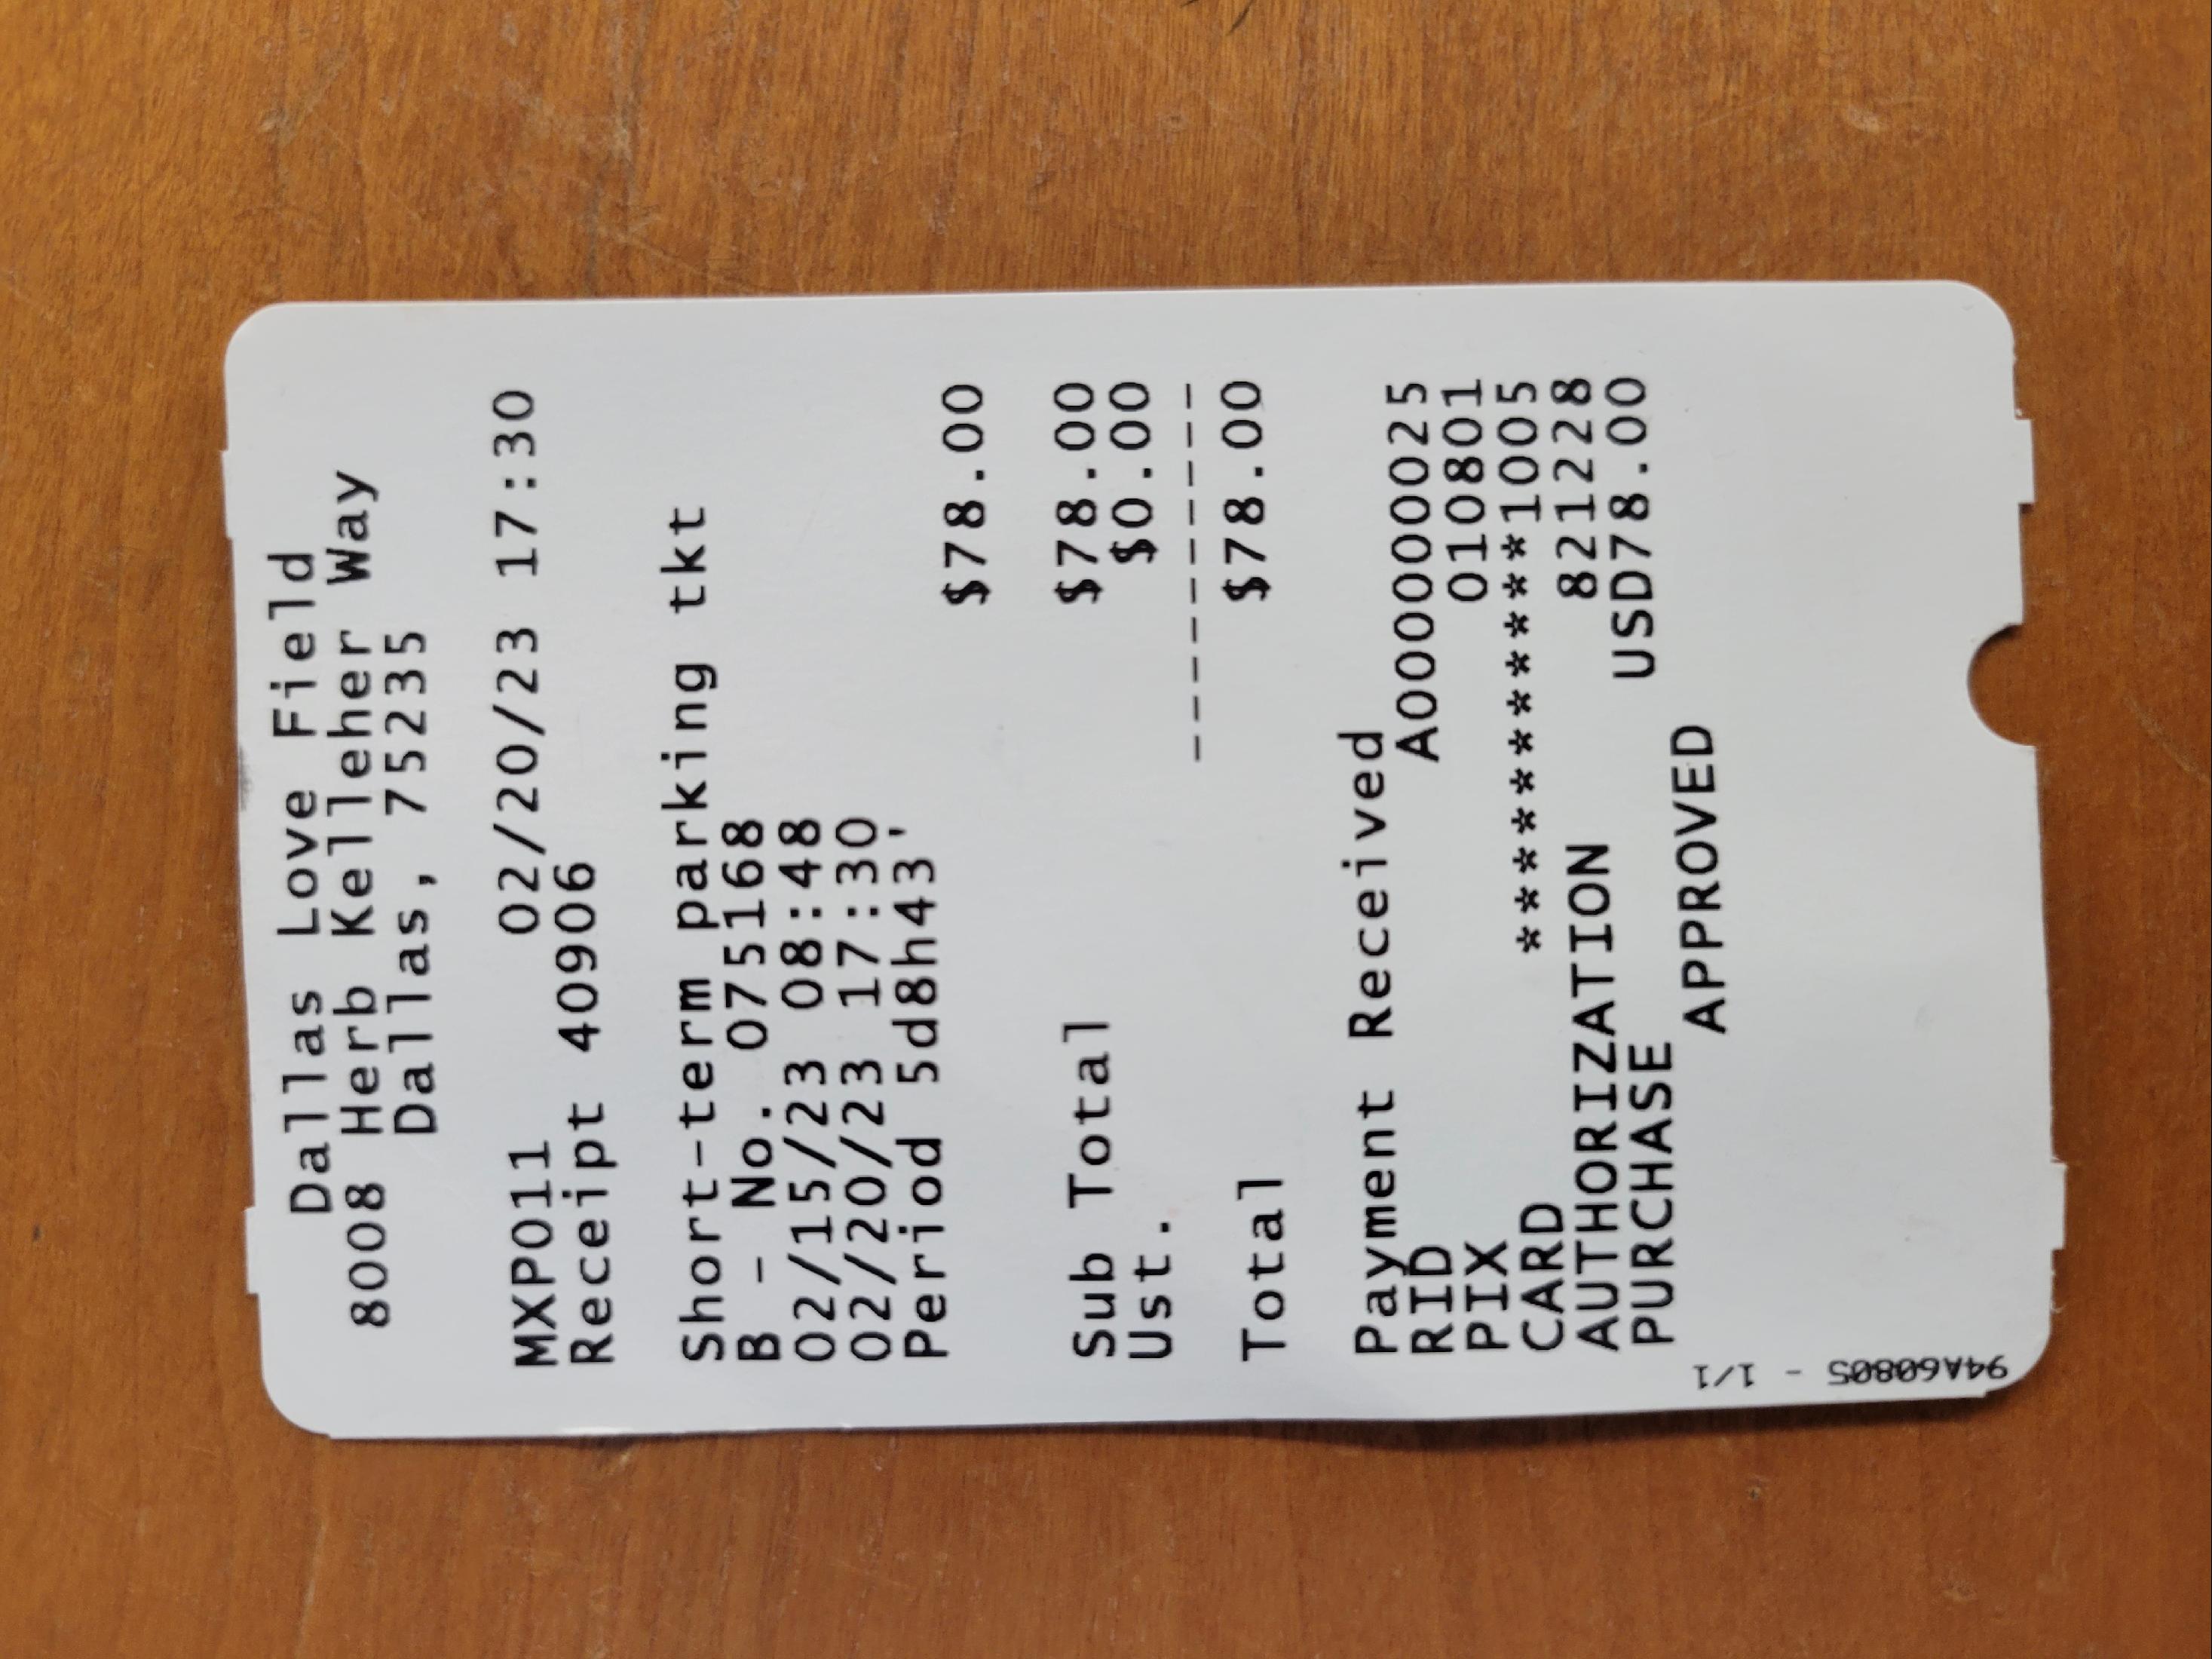 Dallas Love Field
8008 Herb Kelleher Way
Dallas, 75235
MXP011 02/20/23 17:30
Receipt 40906
Short-term parking tkt
B - No. 075168
02/15/23 08:48
02/20/23 17:30
Period 5d8h43'
$78.00
Sub Total $78.00
Ust. $0.00
----------
Total $78.00
Payment Received
RID A000000025
PIX 010801
CARD ***********1005
AUTHORIZATION 821228
PURCHASE USD78.00
APPROVED
94A60805 - 1/1